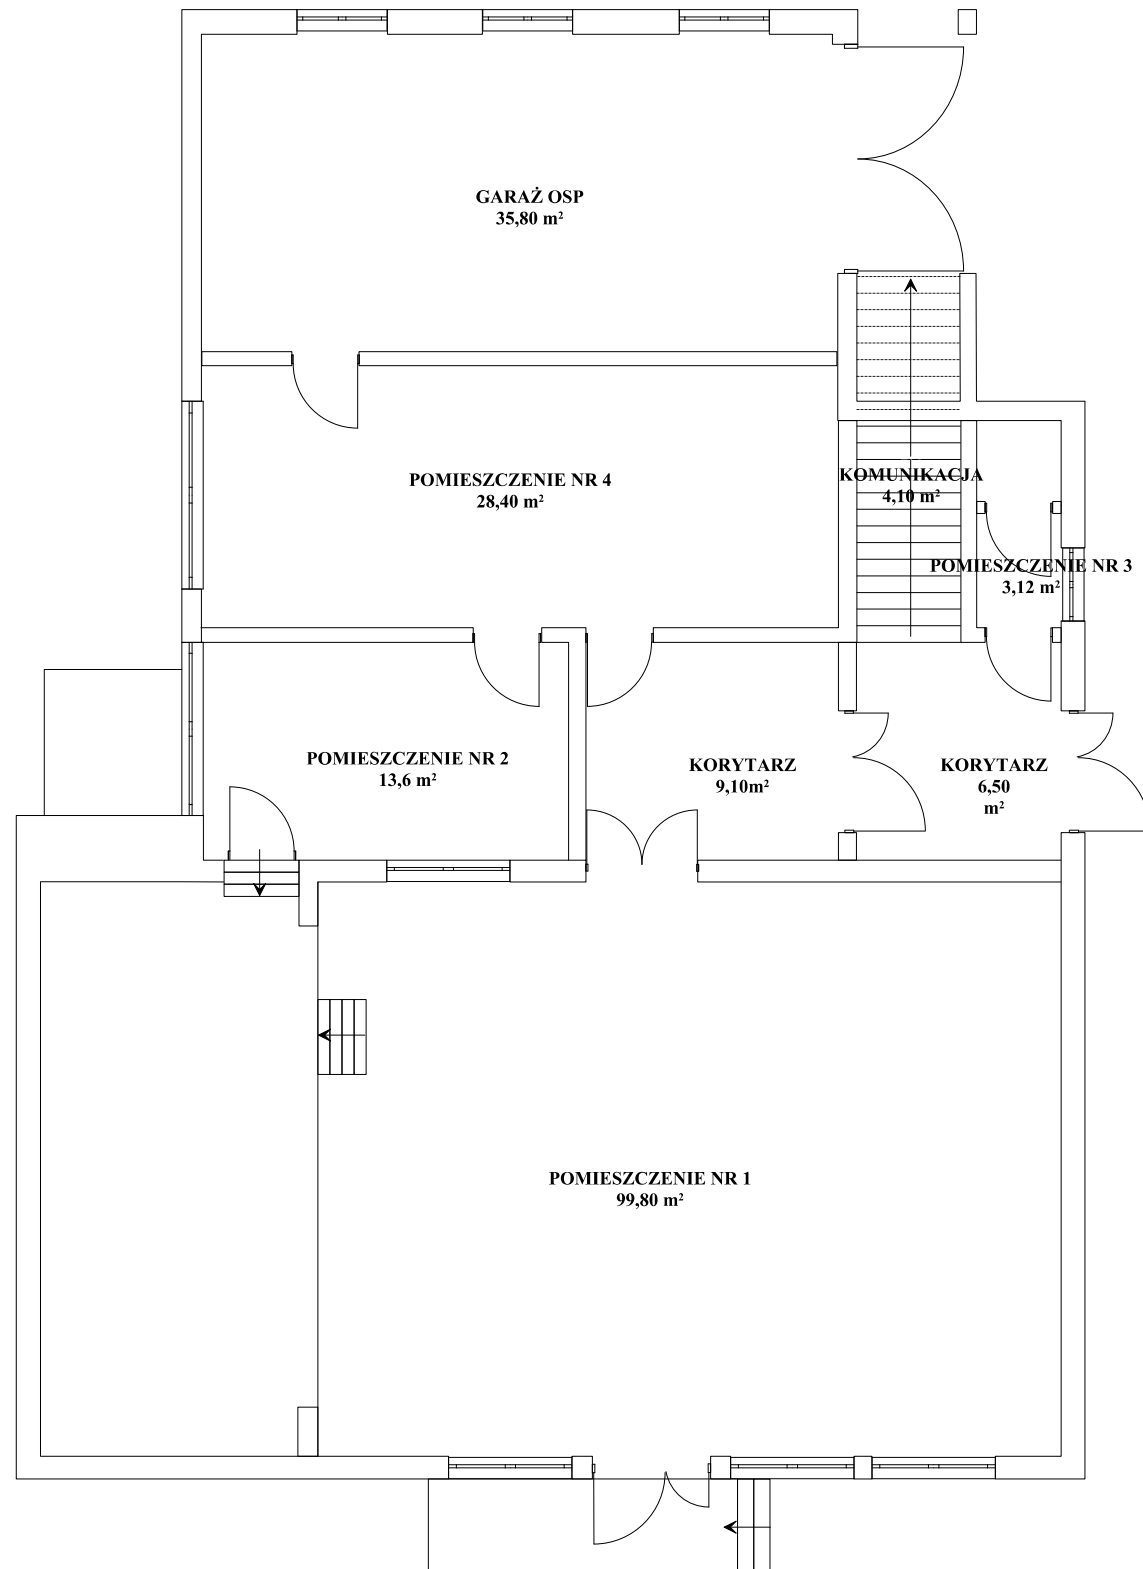 GARAŻ OSP
35,80 m²
POMIESZCZENIE NR 4
28,40 m²
KOMUNIKACJA
4,10 m²
POMIESZCZENIE NR 3
3,12 m²
POMIESZCZENIE NR 2
13,6 m²
KORYTARZ
9,10m²
KORYTARZ
6,50
m²
POMIESZCZENIE NR 1
99,80 m²